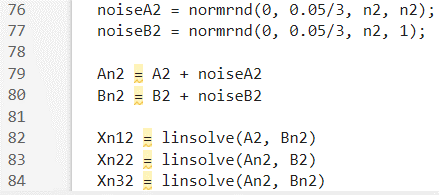 76 noiseA2 = normrnd(0, 0.05/3, n2, n2);
77 noiseB2 = normrnd(0, 0.05/3, n2, 1);
78
79 An2 = A2 + noiseA2
80 Bn2 = B2 + noiseB2
81
82 Xn12 = linsolve(A2, Bn2)
83 Xn22 = linsolve(An2, B2)
84 Xn32 = linsolve(An2, Bn2)